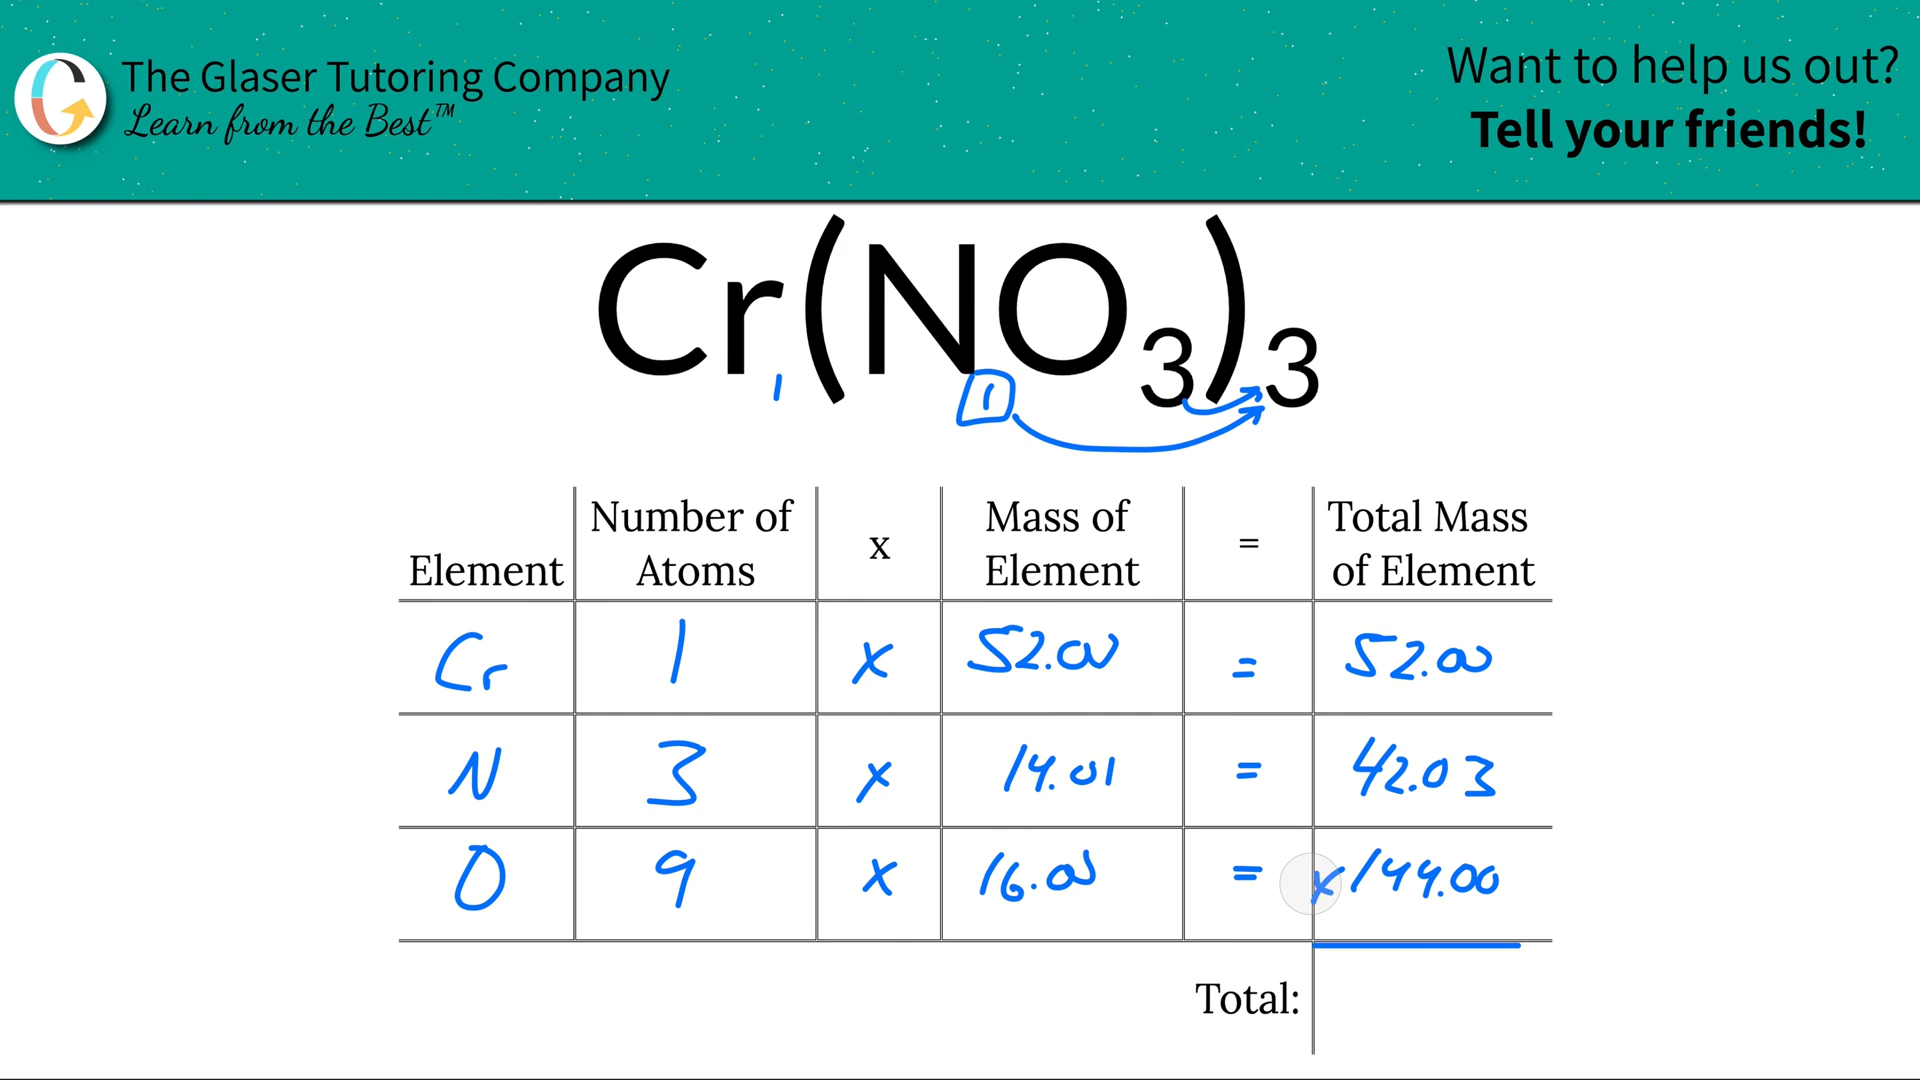 The Glaser Tutoring Company
Learn from the Best™
Want to help us out?
Tell your friends!
Cr(NO₃)₃
1 1
Element Number of Atoms x Mass of Element = Total Mass of Element
Cr 1 x 52.00 = 52.00
N 3 x 14.01 = 42.03
O 9 x 16.00 = x144.00
Total: